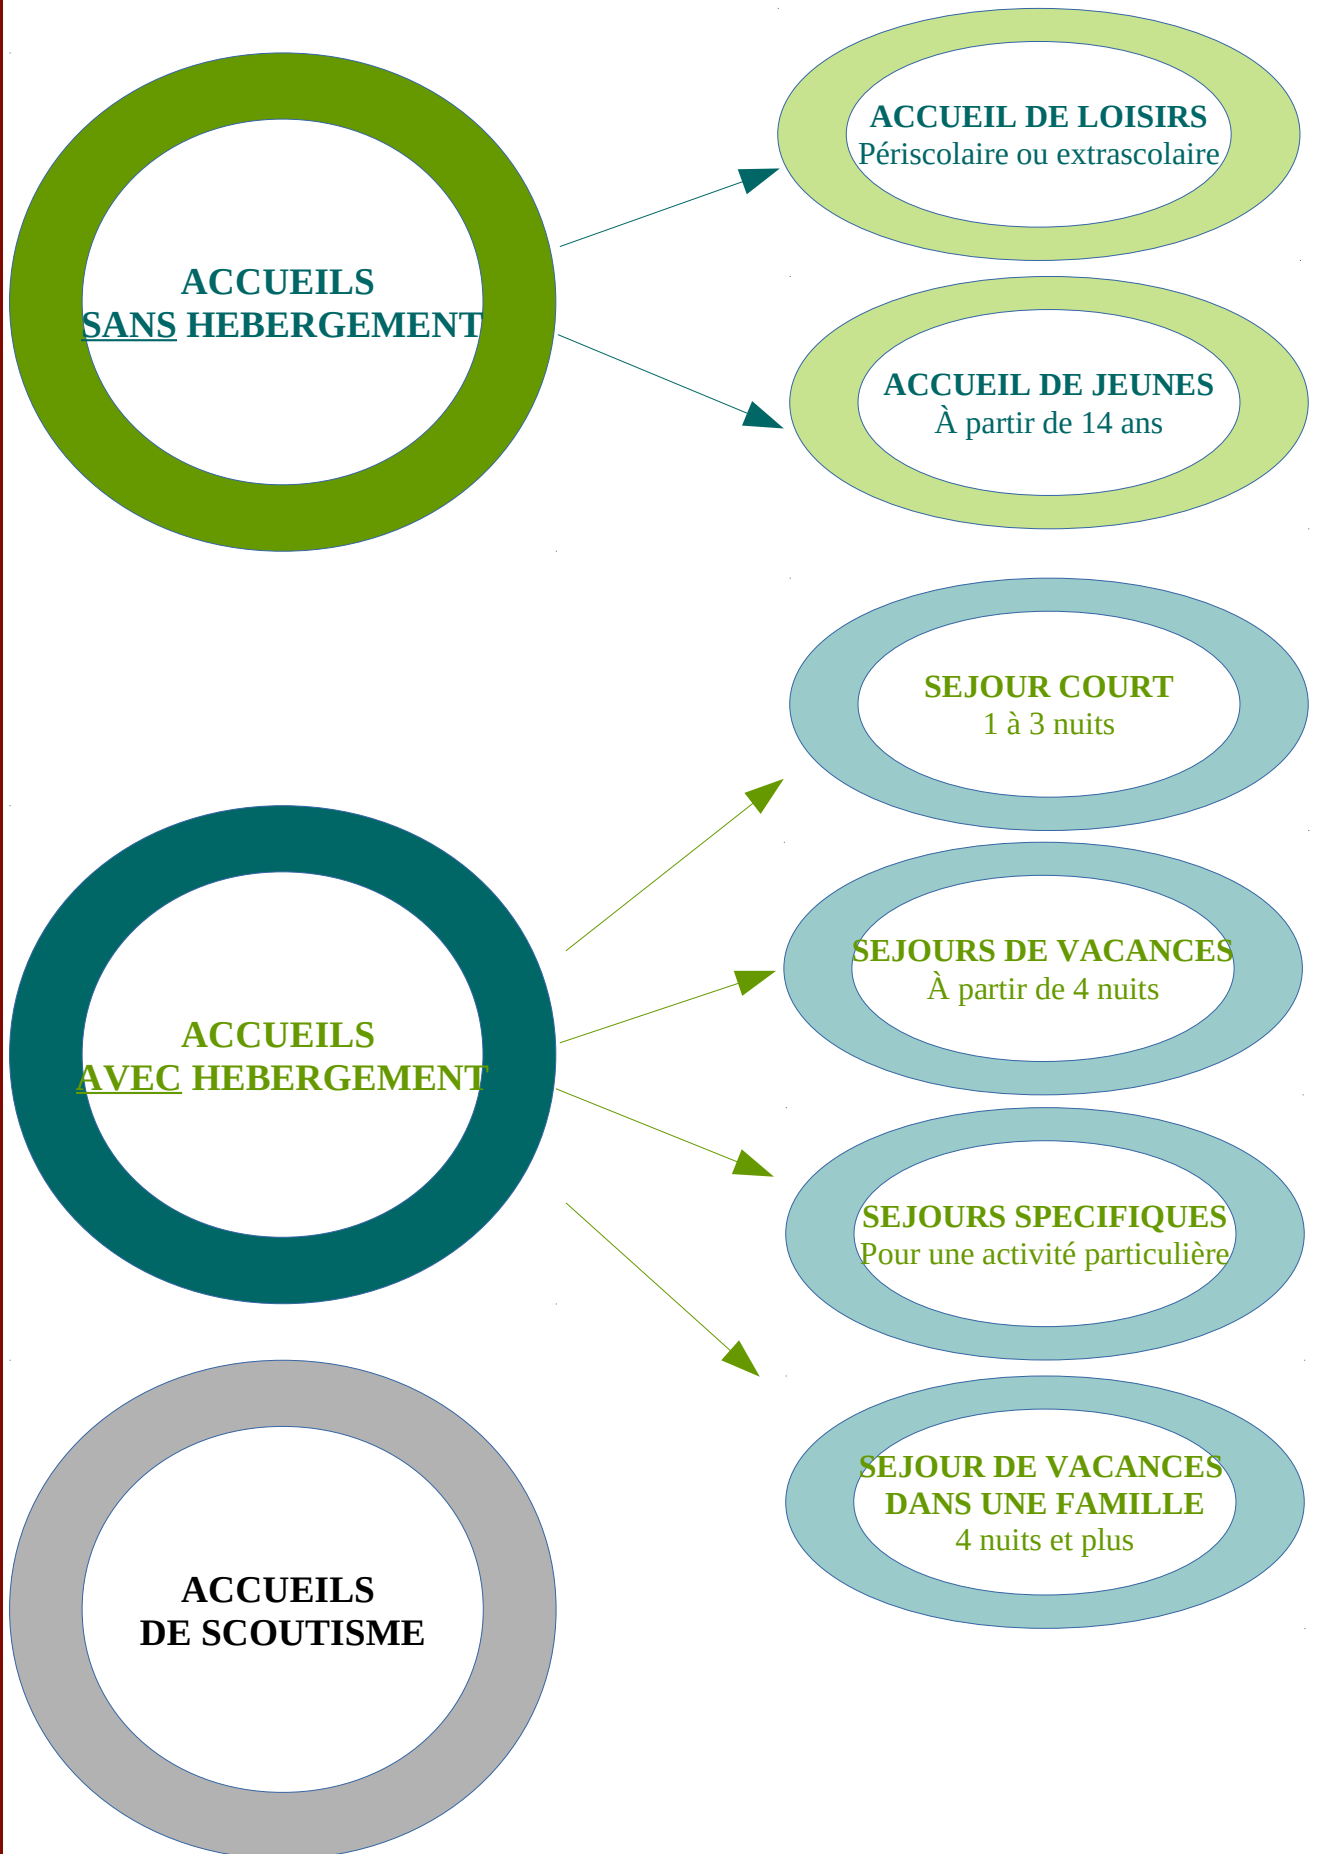 ACCUEILS
SANS HEBERGEMENT
ACCUEIL DE LOISIRS
Périscolaire ou extrascolaire
ACCUEIL DE JEUNES
À partir de 14 ans
ACCUEILS
AVEC HEBERGEMENT
SEJOUR COURT
1 à 3 nuits
SEJOURS DE VACANCES
À partir de 4 nuits
SEJOURS SPECIFIQUES
Pour une activité particulière
SEJOUR DE VACANCES
DANS UNE FAMILLE
4 nuits et plus
ACCUEILS
DE SCOUTISME